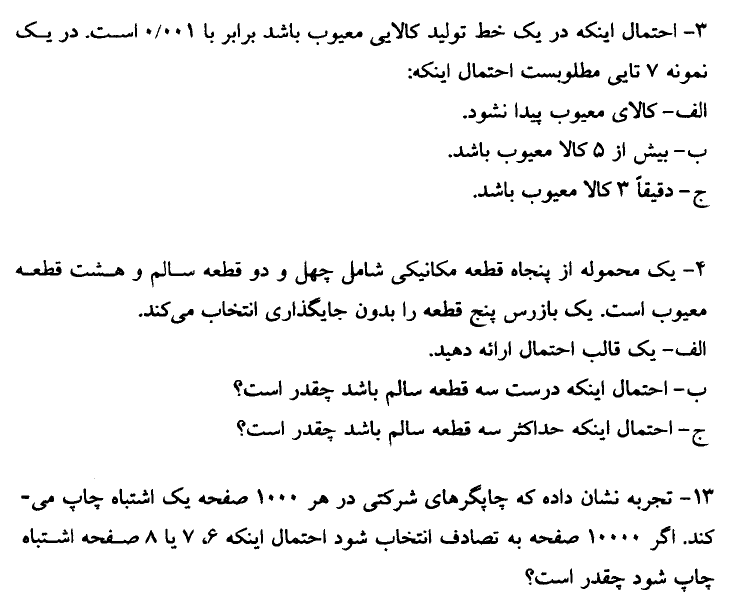 ۳- احتمال اینکه در یک خط تولید کالایی معیوب باشد برابر با ۰/۰۰۱ است. در یک
نمونه ۷ تایی مطلوبست احتمال اینکه:
الف- کالای معیوب پیدا نشود.
ب- بیش از ۵ کالا معیوب باشد.
ج- دقیقاً ۳ کالا معیوب باشد.
۴- یک محموله از پنجاه قطعه مکانیکی شامل چهل و دو قطعه سالم و هشت قطعه
معیوب است. یک بازرس پنج قطعه را بدون جایگذاری انتخاب می‌کند.
الف- یک قالب احتمال ارائه دهید.
ب- احتمال اینکه درست سه قطعه سالم باشد چقدر است؟
ج- احتمال اینکه حداکثر سه قطعه سالم باشد چقدر است؟
۱۳- تجربه نشان داده که چاپگرهای شرکتی در هر ۱۰۰۰ صفحه یک اشتباه چاپ می-
کند. اگر ۱۰۰۰۰ صفحه به تصادف انتخاب شود احتمال اینکه ۶، ۷ یا ۸ صفحه اشتباه
چاپ شود چقدر است؟